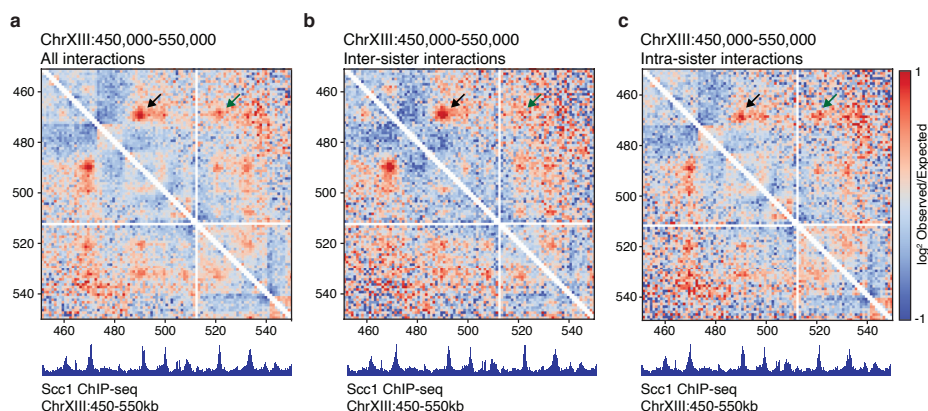 a
ChrXIII:450,000-550,000
All interactions
460
480
500
520
540
460 480 500 520 540
Scc1 ChIP-seq
ChrXIII:450-550kb
b
ChrXIII:450,000-550,000
Inter-sister interactions
460
480
500
520
540
460 480 500 520 540
Scc1 ChIP-seq
ChrXIII:450-550kb
c
ChrXIII:450,000-550,000
Intra-sister interactions
460
480
500
520
540
460 480 500 520 540
Scc1 ChIP-seq
ChrXIII:450-550kb
1
log² Observed/Expected
-1